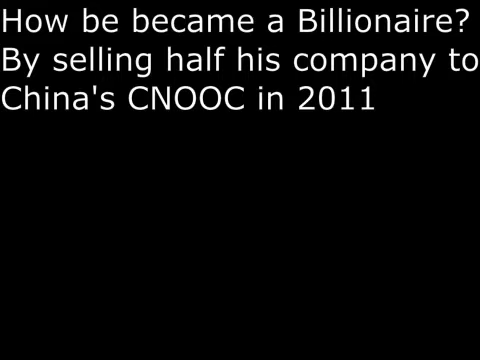 How be became a Billionaire?
By selling half his company to
China's CNOOC in 2011